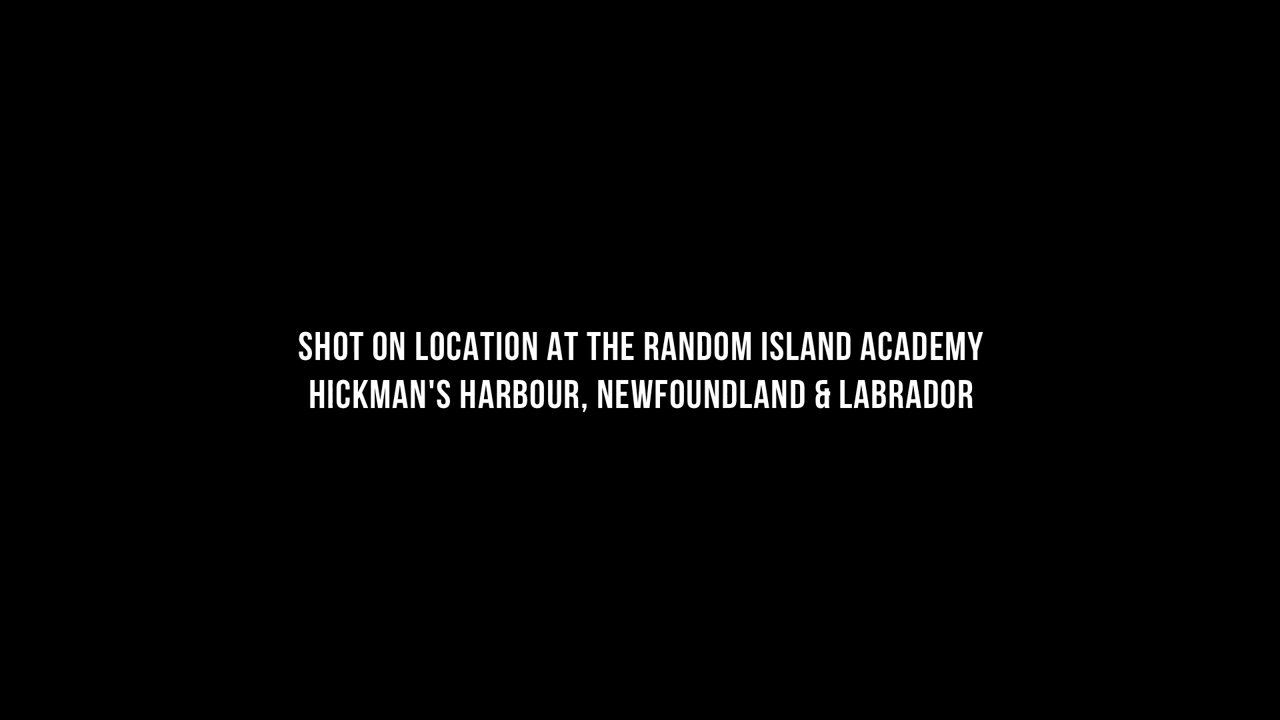 SHOT ON LOCATION AT THE RANDOM ISLAND ACADEMY
HICKMAN'S HARBOUR, NEWFOUNDLAND & LABRADOR